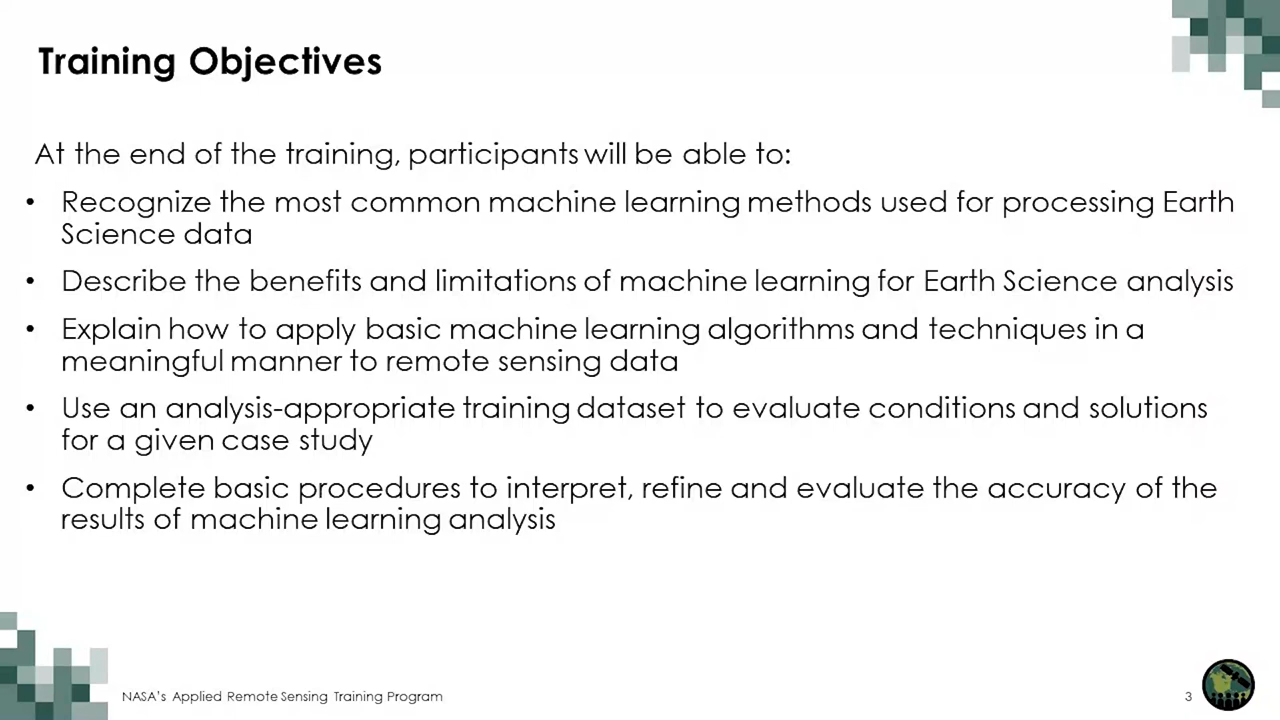 Training Objectives
At the end of the training, participants will be able to:
• Recognize the most common machine learning methods used for processing Earth
Science data
• Describe the benefits and limitations of machine learning for Earth Science analysis
• Explain how to apply basic machine learning algorithms and techniques in a
meaningful manner to remote sensing data
• Use an analysis-appropriate training dataset to evaluate conditions and solutions
for a given case study
• Complete basic procedures to interpret, refine and evaluate the accuracy of the
results of machine learning analysis
NASA's Applied Remote Sensing Training Program
3